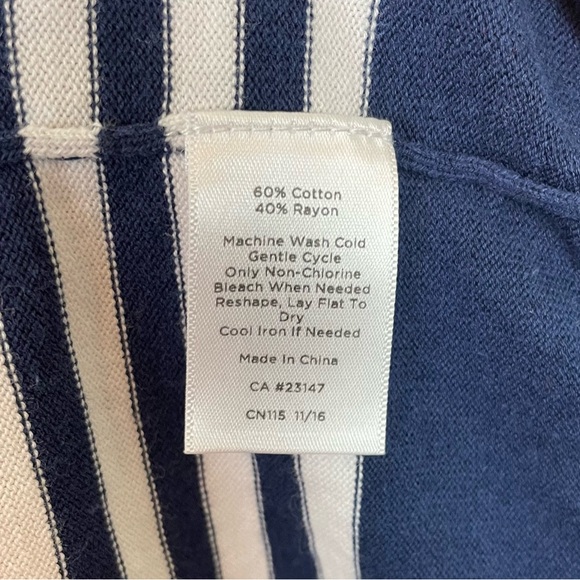 60% Cotton
40% Rayon
Machine Wash Cold
Gentle Cycle
Only Non-Chlorine
Bleach When Needed
Reshape, Lay Flat To
Dry
Cool Iron If Needed
Made In China
CA #23147
CN115 11/16